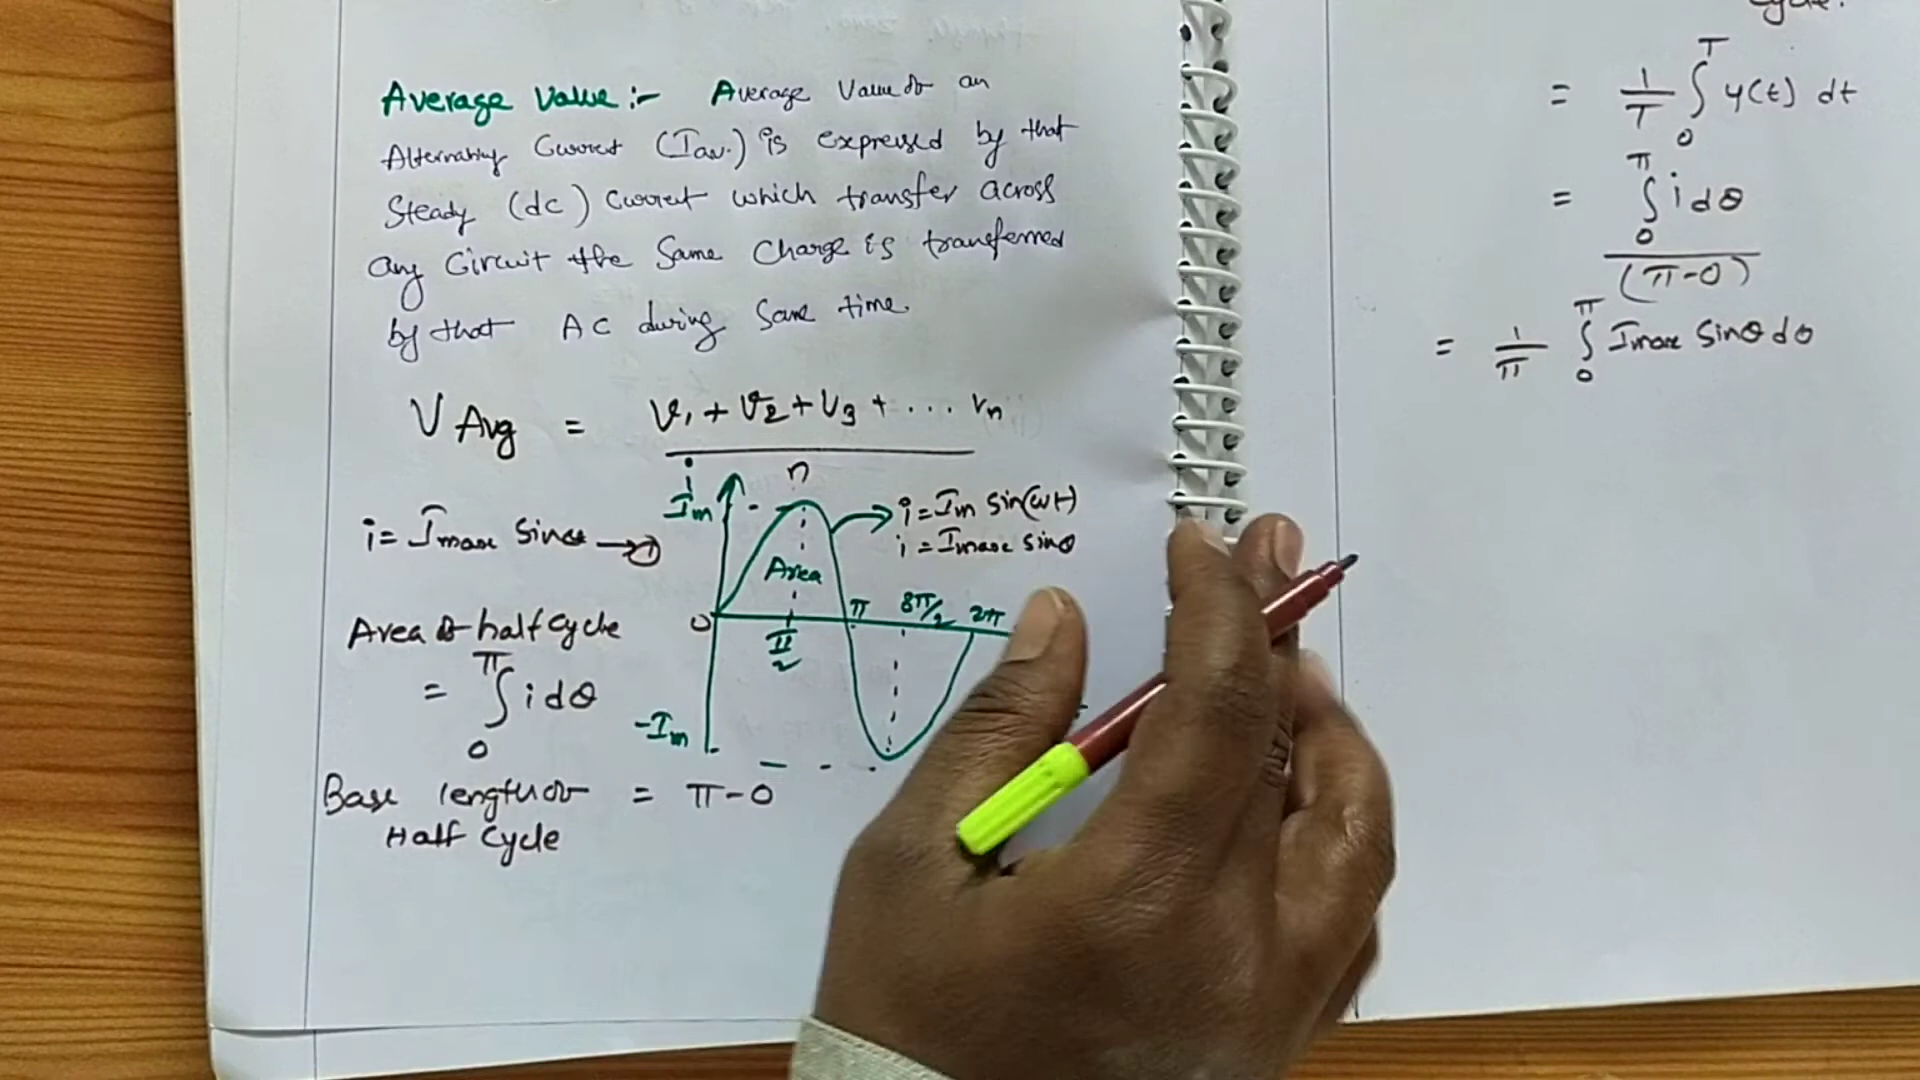 Average Value :- Average Value of an
Alternating Current (Iav.) is expressed by that
Steady (dc) Current which transfer across
any Circuit the Same Charge is transferred
by that AC during Same time.
V Avg = V1 + V2 + V3 + ... Vn
n
i
Im
i = Im sin(ωt)
i = Imax sinθ
i = Imax Sinθ → 1
Area
0
π/2
π
3π/2
2π
-Im
Area of half Cycle
= ∫₀^π i dθ
Base length of = π-0
Half Cycle
Cycle.
= 1/T ∫₀^T y(t) dt
= ∫₀^π i dθ
(π-0)
= 1/π ∫₀^π Imax Sinθ dθ